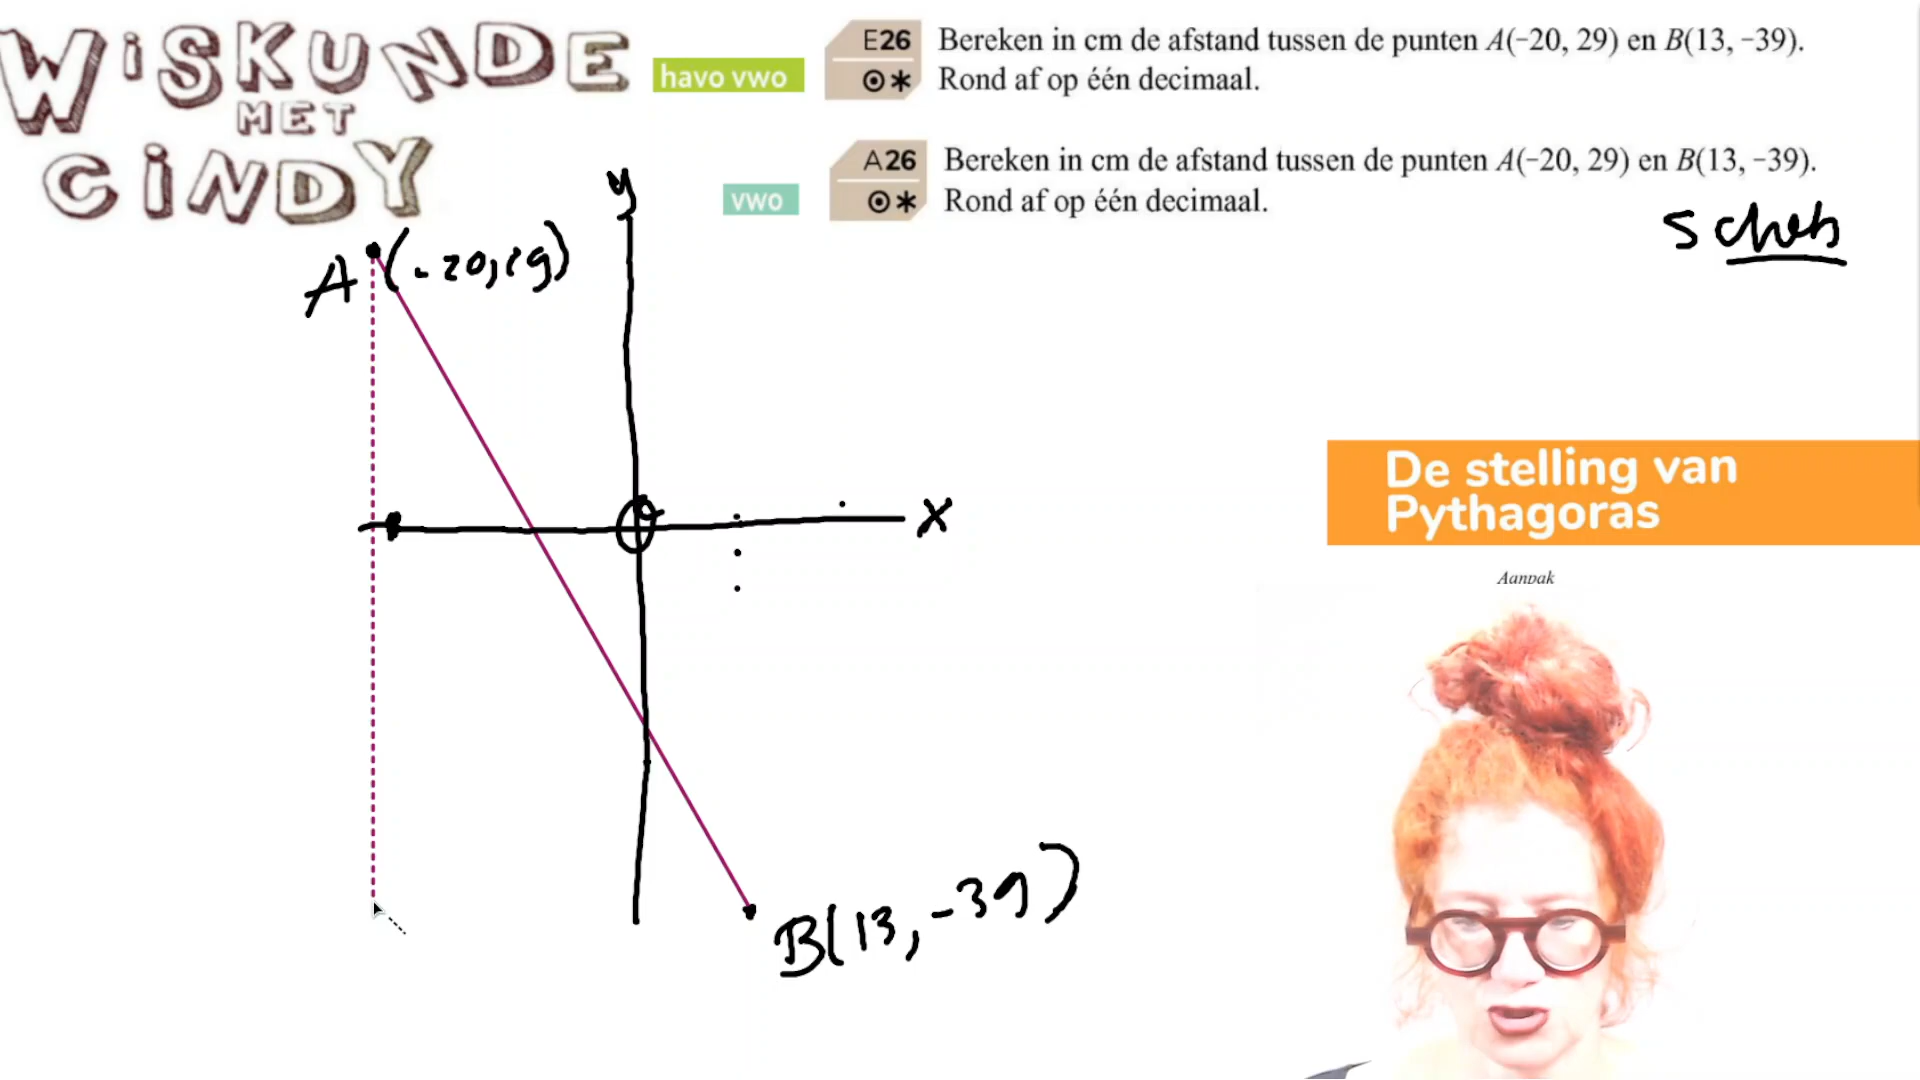 WiSKUNDE
MET
CiNDY
havo vwo
E26 Bereken in cm de afstand tussen de punten A(−20, 29) en B(13, −39).
Rond af op één decimaal.
vwo
A26 Bereken in cm de afstand tussen de punten A(−20, 29) en B(13, −39).
Rond af op één decimaal.
schets
y
A (-20,29)
x
De stelling van
Pythagoras
Aanpak
B(13,-39)